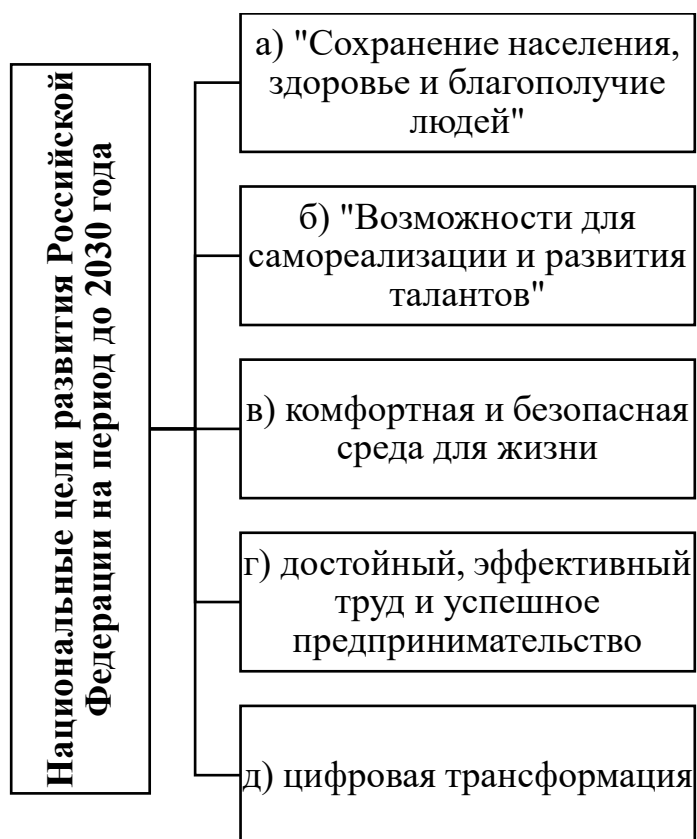 Национальные цели развития Российской
Федерации на период до 2030 года
а) "Сохранение населения,
здоровье и благополучие
людей"
б) "Возможности для
самореализации и развития
талантов"
в) комфортная и безопасная
среда для жизни
г) достойный, эффективный
труд и успешное
предпринимательство
д) цифровая трансформация